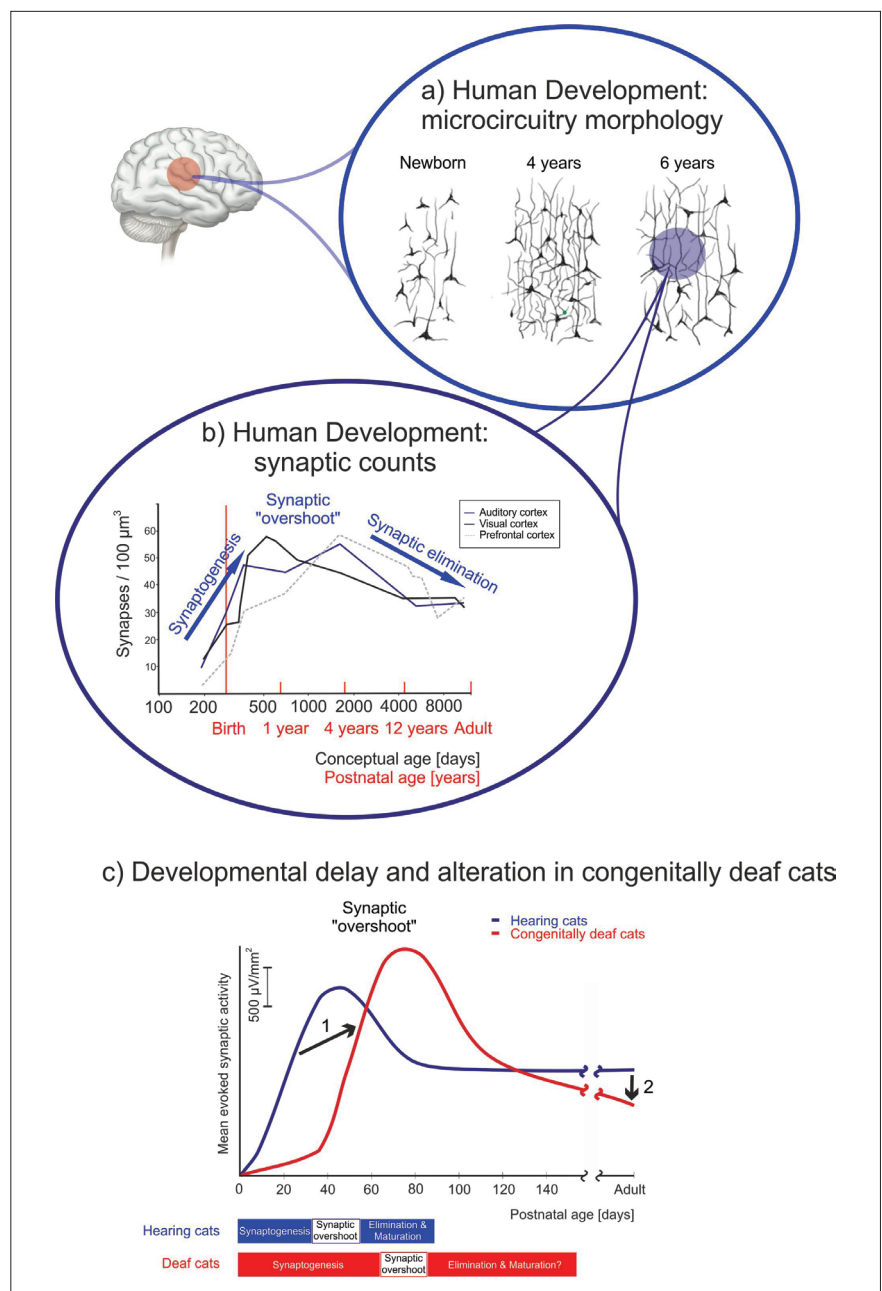 a) Human Development:
microcircuitry morphology
Newborn
4 years
6 years
b) Human Development:
synaptic counts
Synaptic
"overshoot"
Synaptogenesis
Synaptic elimination
Auditory cortex
Visual cortex
Prefrontal cortex
Synapses / 100 µm³
60
50
40
30
20
10
100 200 500 1000 2000 4000 8000
Birth 1 year 4 years 12 years Adult
Conceptual age [days]
Postnatal age [years]
c) Developmental delay and alteration in congenitally deaf cats
Synaptic
"overshoot"
Hearing cats
Congenitally deaf cats
Mean evoked synaptic activity
500 µV/mm²
1
2
0 20 40 60 80 100 120 140 Adult
Postnatal age [days]
Hearing cats
Synaptogenesis
Synaptic
overshoot
Elimination &
Maturation
Deaf cats
Synaptogenesis
Synaptic
overshoot
Elimination & Maturation?